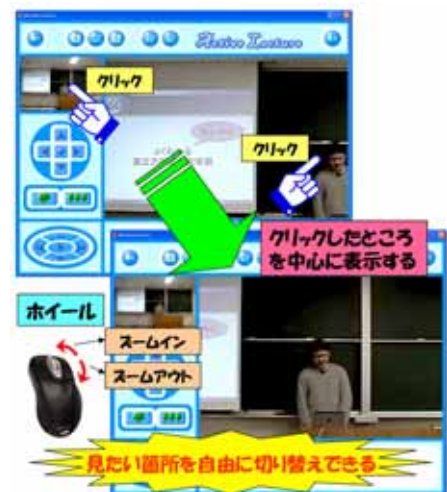 Active Lecture
クリック
クリック
クリックしたところ
を中心に表示する
ホイール
ズームイン
ズームアウト
見たい箇所を自由に切り替えできる